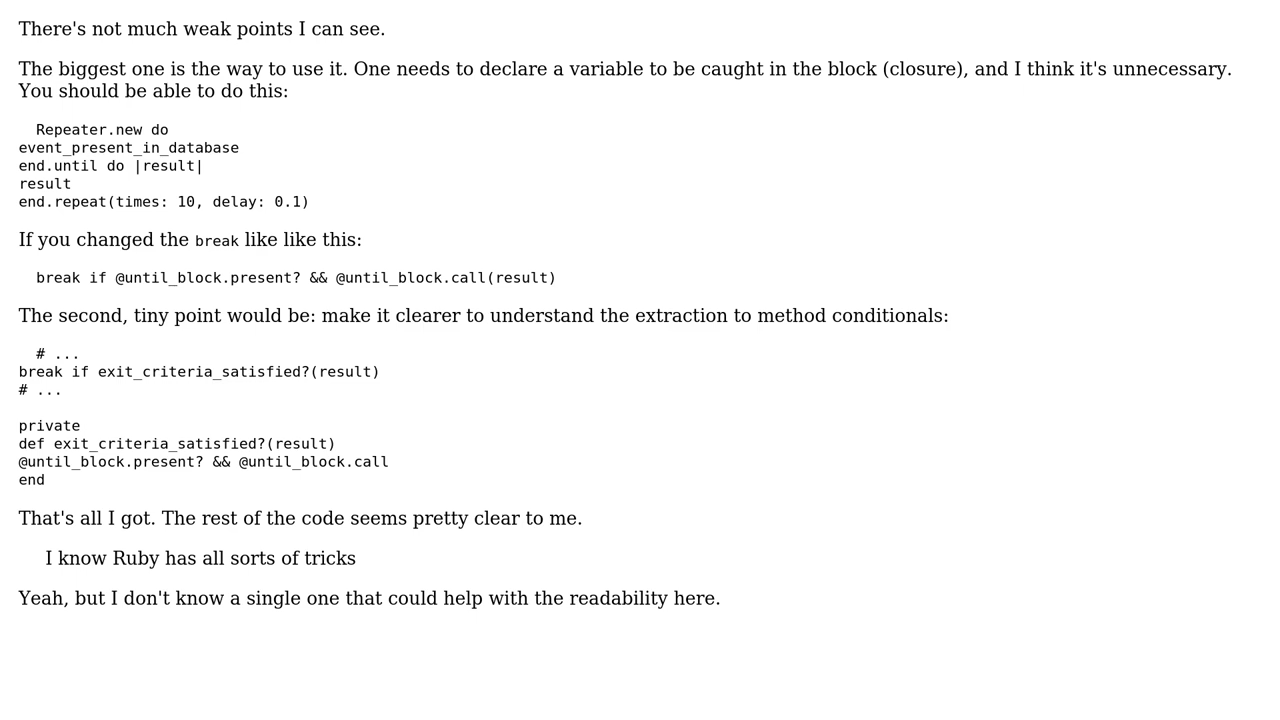 There's not much weak points I can see.
The biggest one is the way to use it. One needs to declare a variable to be caught in the block (closure), and I think it's unnecessary.
You should be able to do this:
Repeater.new do
event_present_in_database
end.until do |result|
result
end.repeat(times: 10, delay: 0.1)
If you changed the break like like this:
break if @until_block.present? && @until_block.call(result)
The second, tiny point would be: make it clearer to understand the extraction to method conditionals:
# ...
break if exit_criteria_satisfied?(result)
# ...
private
def exit_criteria_satisfied?(result)
@until_block.present? && @until_block.call
end
That's all I got. The rest of the code seems pretty clear to me.
I know Ruby has all sorts of tricks
Yeah, but I don't know a single one that could help with the readability here.